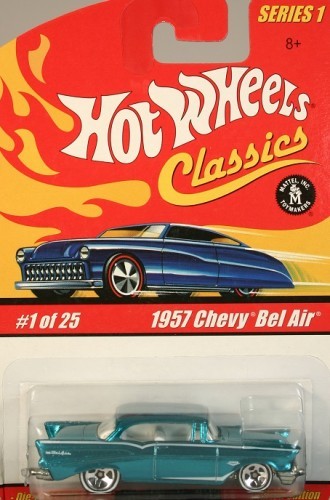 SERIES 1
8+
HOT WHEELS
Classics
MATTEL, INC.
M
TOYMAKERS
#1 of 25
1957 Chevy® Bel Air®